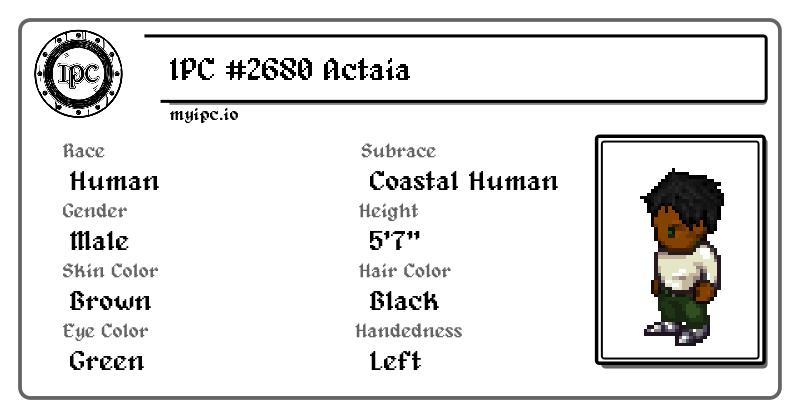 IPC
IPC #2680 Actaia
myipc.io
Race
Subrace
Human
Coastal Human
Gender
Height
Male
5'7"
Skin Color
Hair Color
Brown
Black
Eye Color
Handedness
Green
Left